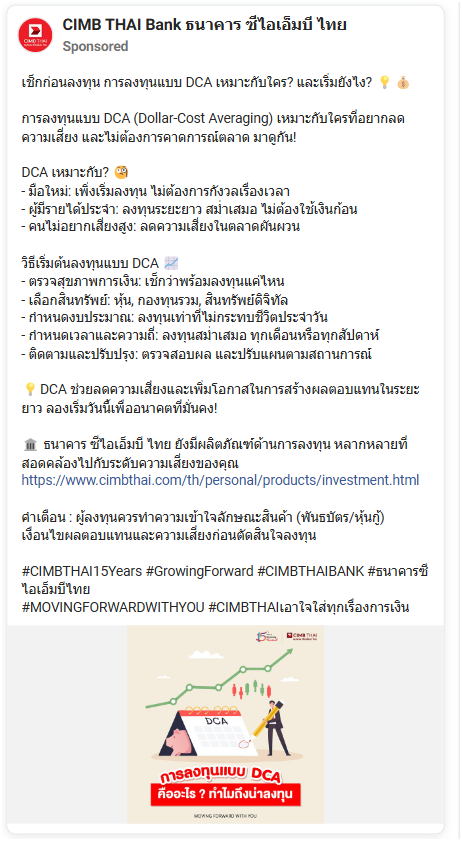 CIMB THAI Bank ธนาคาร ซีไอเอ็มบี ไทย
Sponsored
เช็กก่อนลงทุน การลงทุนแบบ DCA เหมาะกับใคร? และเริ่มยังไง? 💡 💰
การลงทุนแบบ DCA (Dollar-Cost Averaging) เหมาะกับใครที่อยากลด
ความเสี่ยง และไม่ต้องการคาดการณ์ตลาด มาดูกัน!
DCA เหมาะกับ? 🧐
- มือใหม่: เพิ่งเริ่มลงทุน ไม่ต้องการกังวลเรื่องเวลา
- ผู้มีรายได้ประจำ: ลงทุนระยะยาว สม่ำเสมอ ไม่ต้องใช้เงินก้อน
- คนไม่อยากเสี่ยงสูง: ลดความเสี่ยงในตลาดผันผวน
วิธีเริ่มต้นลงทุนแบบ DCA 📈
- ตรวจสุขภาพการเงิน: เช็กว่าพร้อมลงทุนแค่ไหน
- เลือกสินทรัพย์: หุ้น, กองทุนรวม, สินทรัพย์ดิจิทัล
- กำหนดงบประมาณ: ลงทุนเท่าที่ไม่กระทบชีวิตประจำวัน
- กำหนดเวลาและความถี่: ลงทุนสม่ำเสมอ ทุกเดือนหรือทุกสัปดาห์
- ติดตามและปรับปรุง: ตรวจสอบผล และปรับแผนตามสถานการณ์
💡 DCA ช่วยลดความเสี่ยงและเพิ่มโอกาสในการสร้างผลตอบแทนในระยะ
ยาว ลองเริ่มวันนี้เพื่ออนาคตที่มั่นคง!
🏛️ ธนาคาร ซีไอเอ็มบี ไทย ยังมีผลิตภัณฑ์ด้านการลงทุน หลากหลายที่
สอดคล้องไปกับระดับความเสี่ยงของคุณ
https://www.cimbthai.com/th/personal/products/investment.html
คำเตือน : ผู้ลงทุนควรทำความเข้าใจลักษณะสินค้า (พันธบัตร/หุ้นกู้)
เงื่อนไขผลตอบแทนและความเสี่ยงก่อนตัดสินใจลงทุน
#CIMBTHAI15Years #GrowingForward #CIMBTHAIBANK #ธนาคารซี
ไอเอ็มบีไทย
#MOVINGFORWARDWITHYOU #CIMBTHAIเอาใจใส่ทุกเรื่องการเงิน
CIMB THAI
DCA
การลงทุนแบบ DCA
คืออะไร ? ทำไมถึงน่าลงทุน
MOVING FORWARD WITH YOU